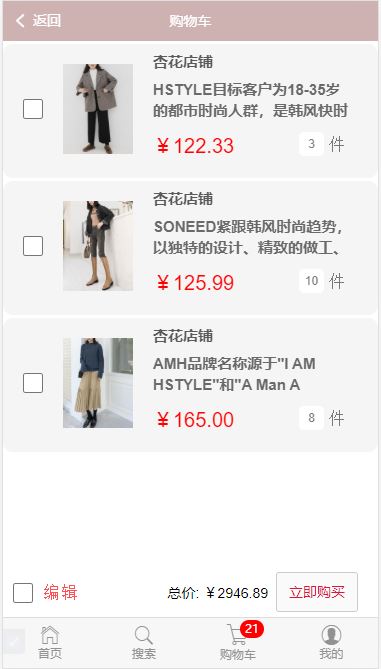 返回 购物车
杏花店铺
HSTYLE目标客户为18-35岁
的都市时尚人群，是韩风快时
￥122.33 3 件
杏花店铺
SONEED紧跟韩风时尚趋势，
以独特的设计、精致的做工、
￥125.99 10 件
杏花店铺
AMH品牌名称源于"I AM
HSTYLE"和"A Man A
￥165.00 8 件
编辑 总价: ￥2946.89 立即购买
21
首页 搜索 购物车 我的